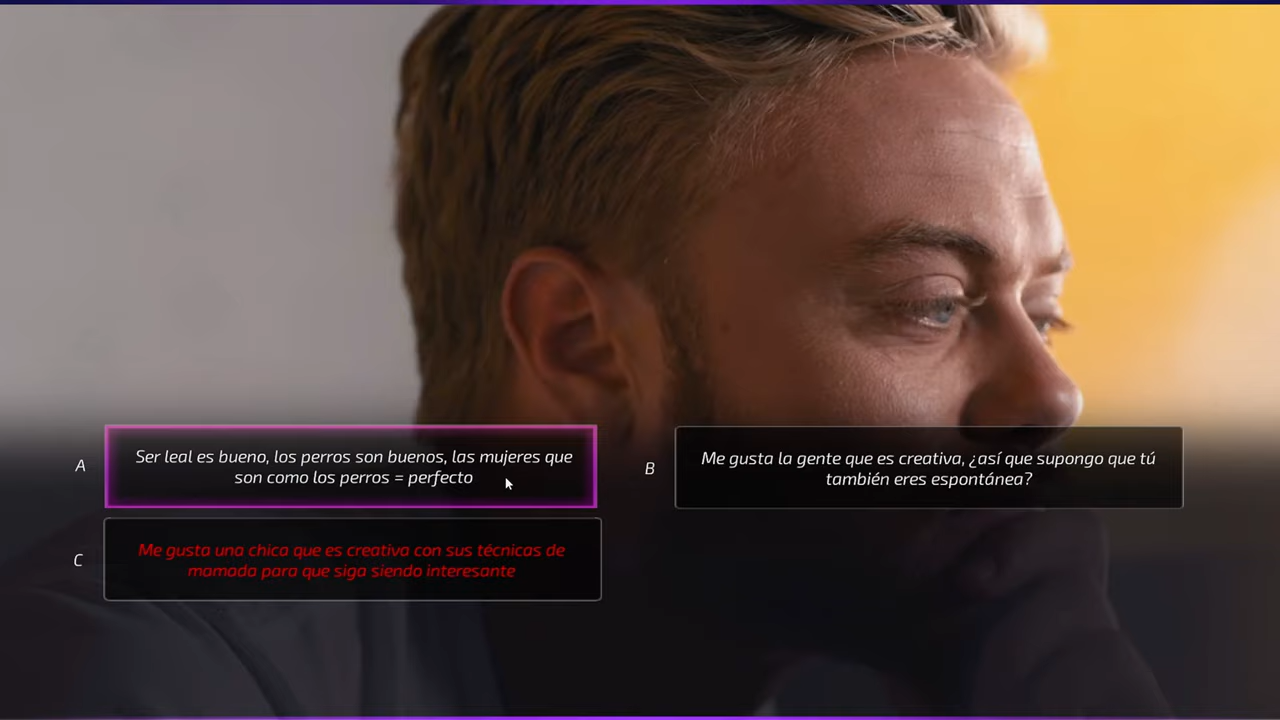 A
Ser leal es bueno, los perros son buenos, las mujeres que
son como los perros = perfecto
B
Me gusta la gente que es creativa, ¿así que supongo que tú
también eres espontánea?
C
Me gusta una chica que es creativa con sus técnicas de
mamada para que siga siendo interesante